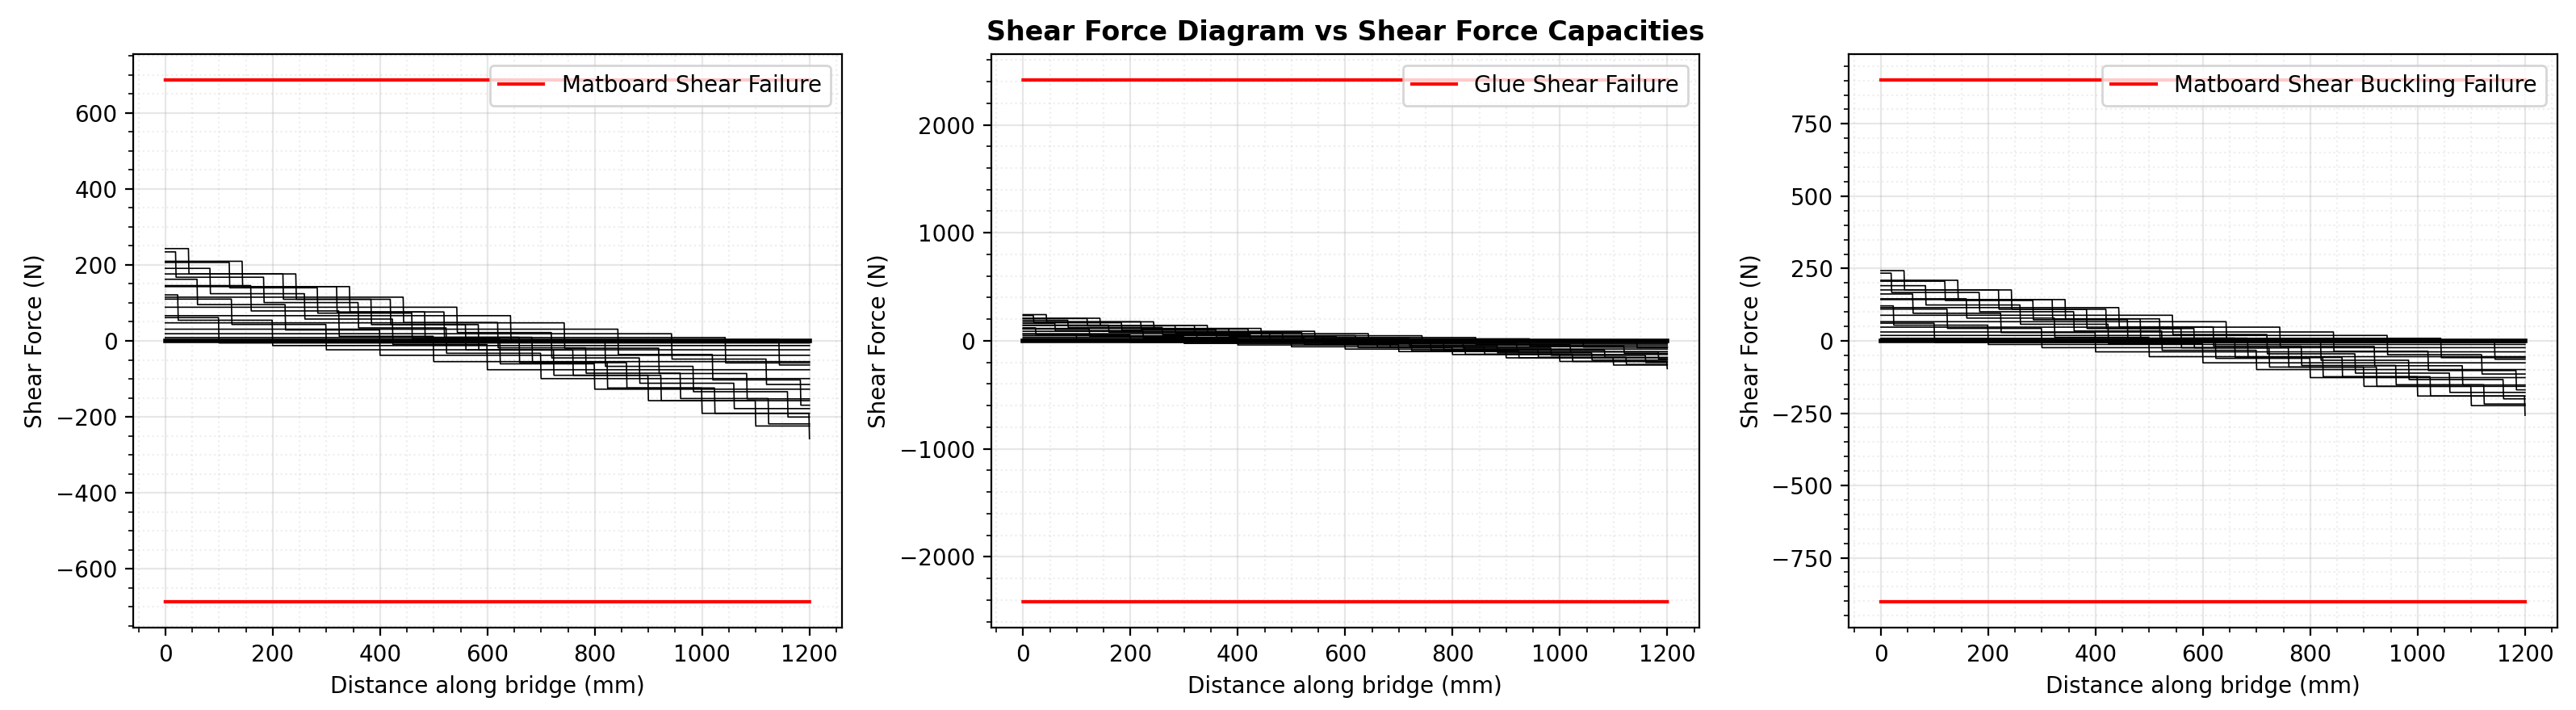 Shear Force Diagram vs Shear Force Capacities
Shear Force (N)
600
400
200
0
−200
−400
−600
Matboard Shear Failure
0 200 400 600 800 1000 1200
Distance along bridge (mm)
Shear Force (N)
2000
1000
0
−1000
−2000
Glue Shear Failure
0 200 400 600 800 1000 1200
Distance along bridge (mm)
Shear Force (N)
750
500
250
0
−250
−500
−750
Matboard Shear Buckling Failure
0 200 400 600 800 1000 1200
Distance along bridge (mm)